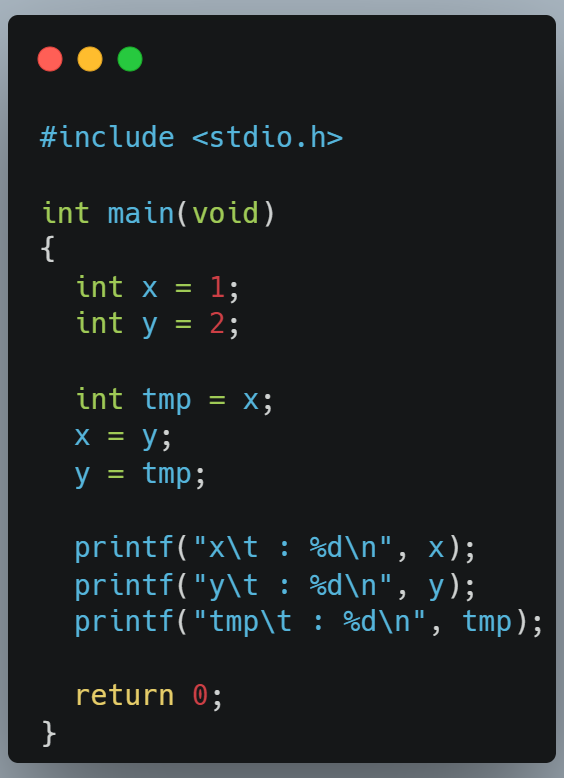 #include <stdio.h>

int main(void)
{
  int x = 1;
  int y = 2;

  int tmp = x;
  x = y;
  y = tmp;

  printf("x\t : %d\n", x);
  printf("y\t : %d\n", y);
  printf("tmp\t : %d\n", tmp);

  return 0;
}